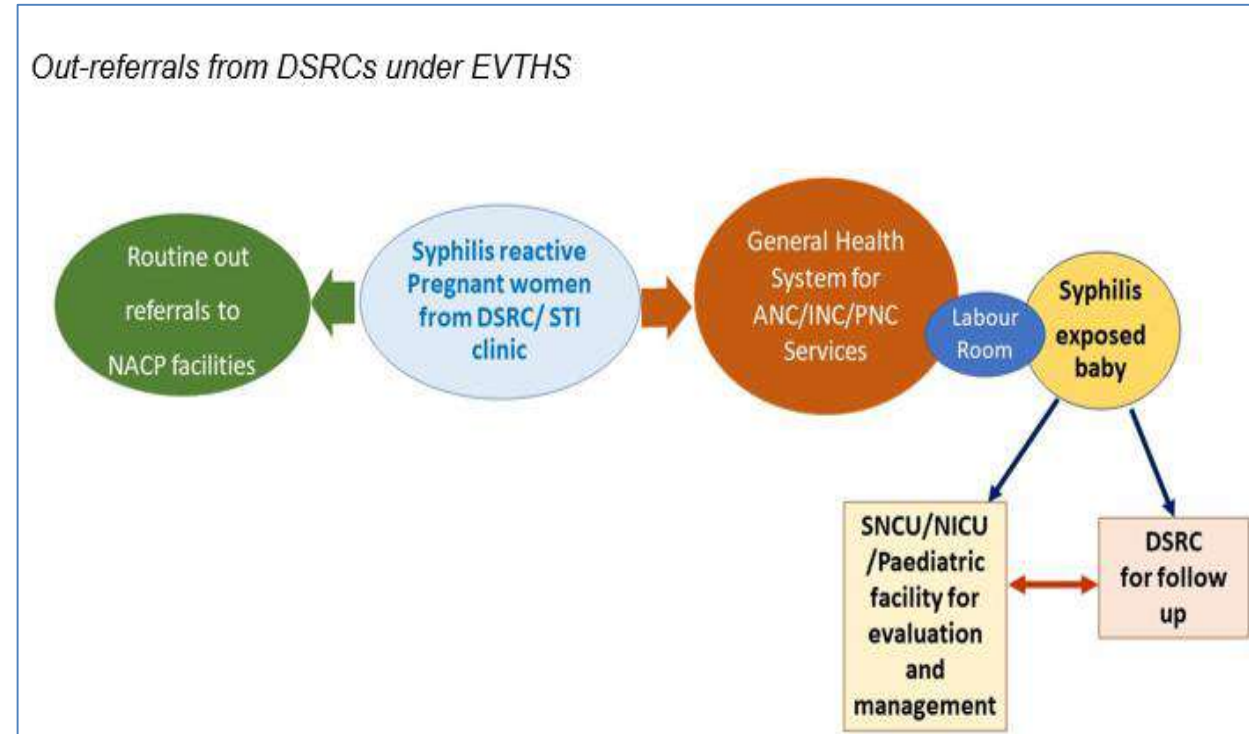 Out-referrals from DSRCs under EVTHS
Routine out
referrals to
NACP facilities
Syphilis reactive
Pregnant women
from DSRC/ STI
clinic
General Health
System for
ANC/INC/PNC
Services
Labour
Room
Syphilis
exposed
baby
SNCU/NICU
/Paediatric
facility for
evaluation
and
management
DSRC
for follow
up